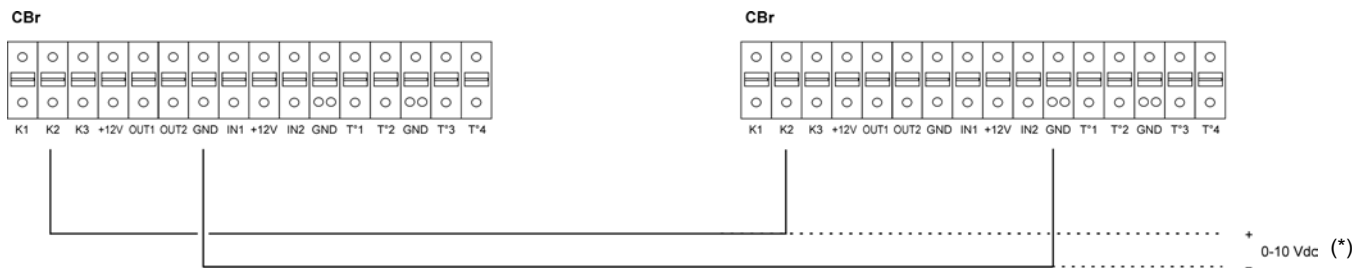 CBr CBr
K1 K2 K3 +12V OUT1 OUT2 GND IN1 +12V IN2 GND T°1 T°2 GND T°3 T°4 K1 K2 K3 +12V OUT1 OUT2 GND IN1 +12V IN2 GND T°1 T°2 GND T°3 T°4
+
0-10 Vdc (*)
–